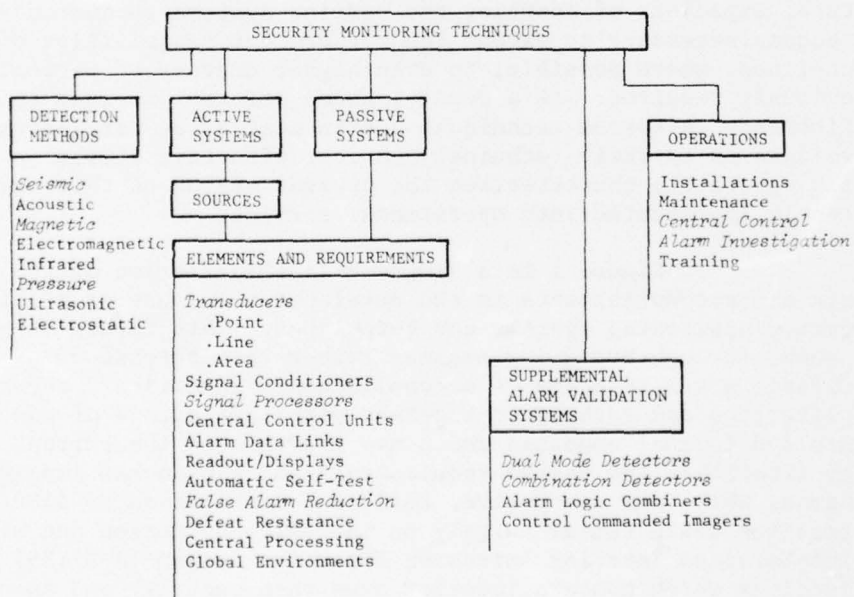 SECURITY MONITORING TECHNIQUES
DETECTION
METHODS
Seismic
Acoustic
Magnetic
Electromagnetic
Infrared
Pressure
Ultrasonic
Electrostatic
ACTIVE
SYSTEMS
SOURCES
PASSIVE
SYSTEMS
ELEMENTS AND REQUIREMENTS
Transducers
.Point
.Line
.Area
Signal Conditioners
Signal Processors
Central Control Units
Alarm Data Links
Readout/Displays
Automatic Self-Test
False Alarm Reduction
Defeat Resistance
Central Processing
Global Environments
OPERATIONS
Installations
Maintenance
Central Control
Alarm Investigation
Training
SUPPLEMENTAL
ALARM VALIDATION
SYSTEMS
Dual Mode Detectors
Combination Detectors
Alarm Logic Combiners
Control Commanded Imagers